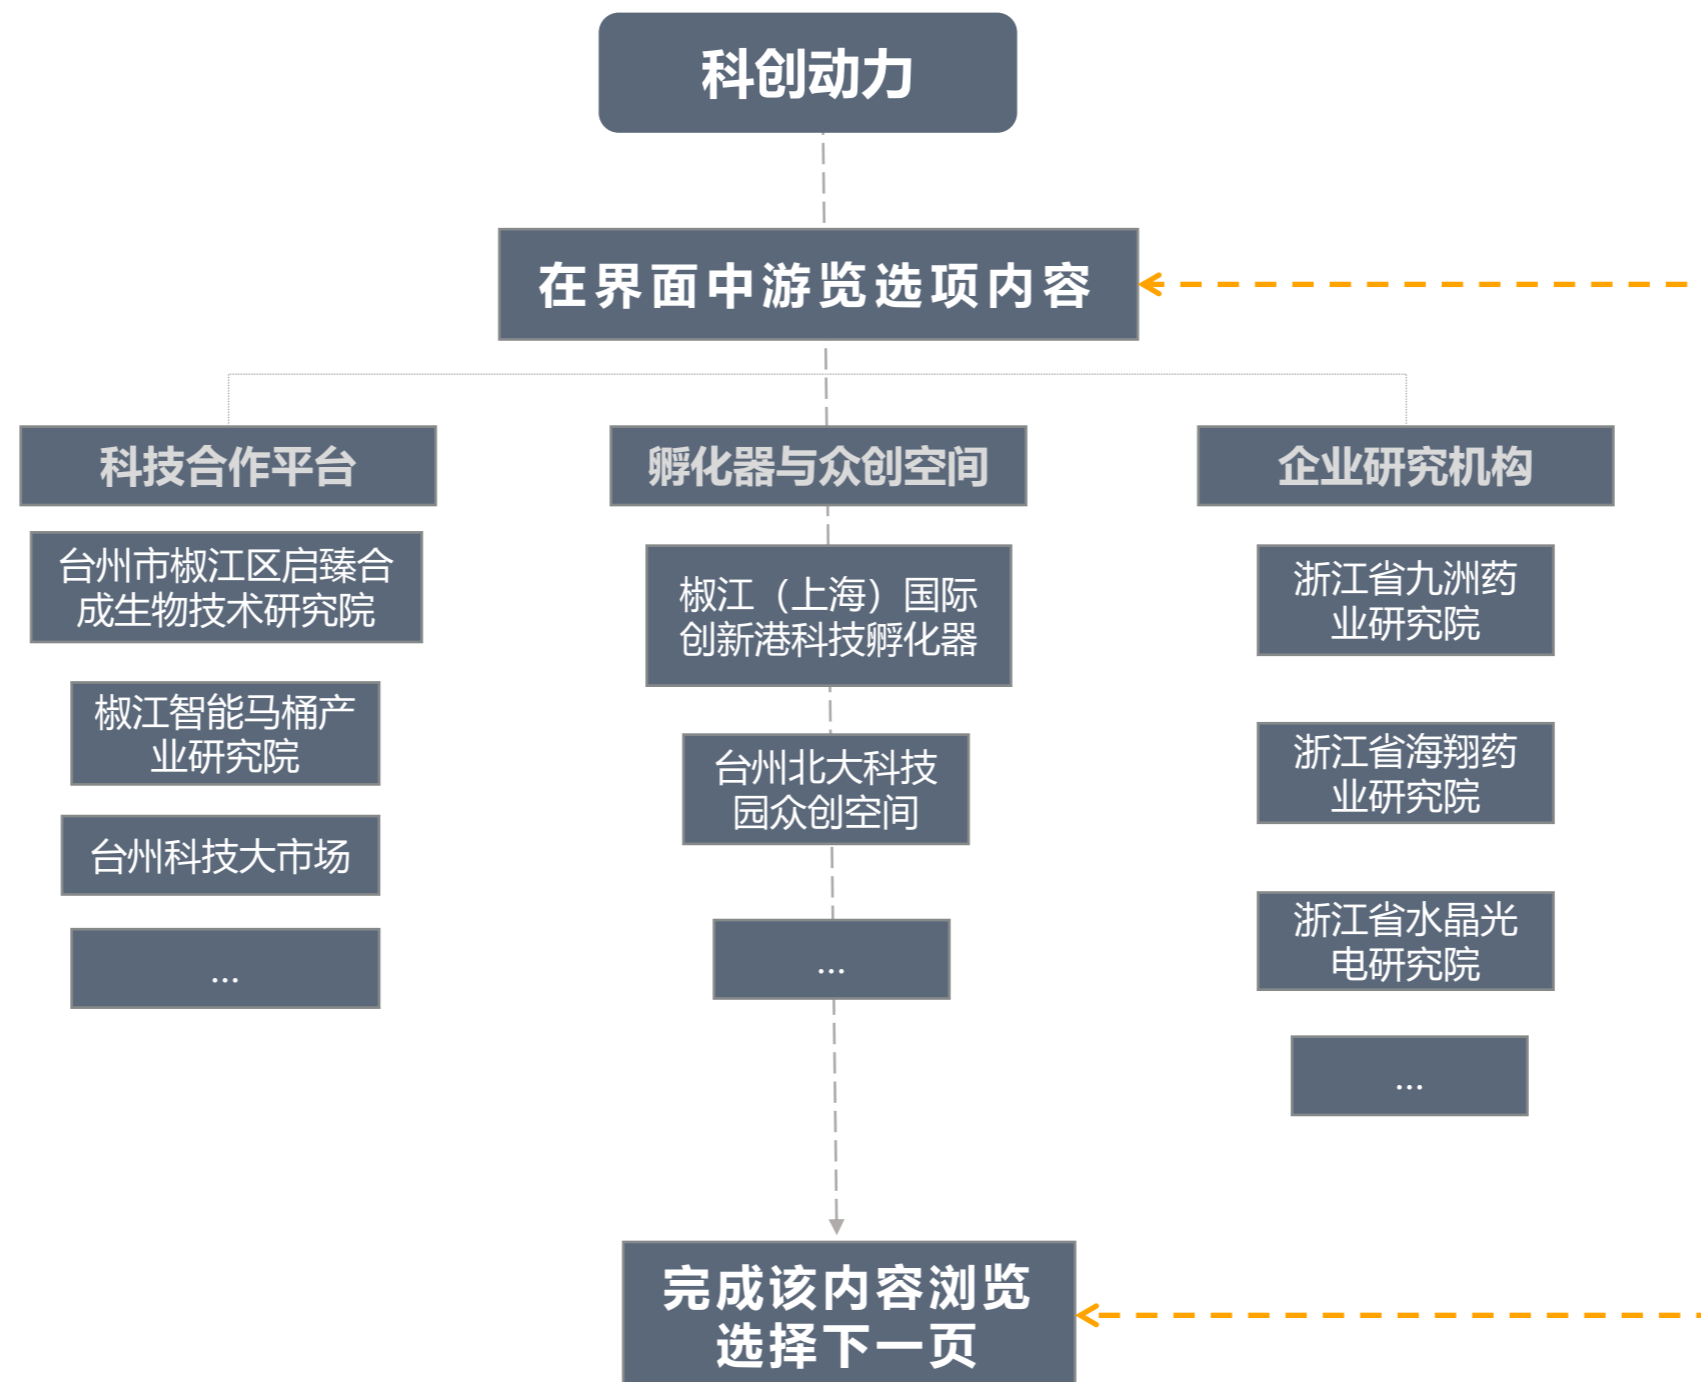 科创动力
在界面中游览选项内容
科技合作平台
台州市椒江区启臻合
成生物技术研究院
椒江智能马桶产
业研究院
台州科技大市场
...
孵化器与众创空间
椒江（上海）国际
创新港科技孵化器
台州北大科技
园众创空间
...
企业研究机构
浙江省九洲药
业研究院
浙江省海翔药
业研究院
浙江省水晶光
电研究院
...
完成该内容浏览
选择下一页